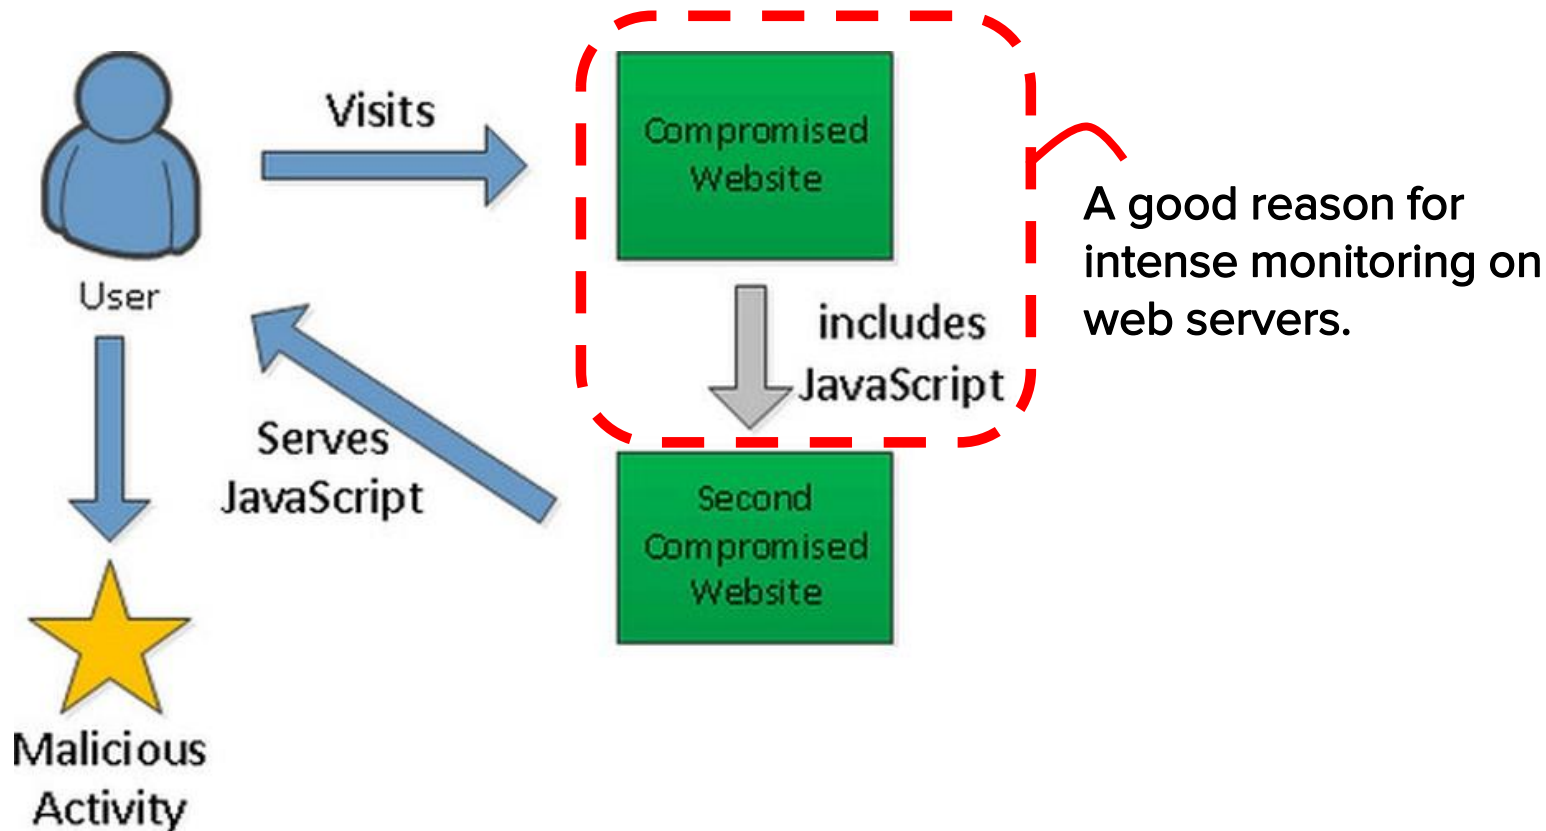 Visits
Compromised
Website
A good reason for
intense monitoring on
web servers.
User
includes
JavaScript
Serves
JavaScript
Second
Compromised
Website
Malicious
Activity